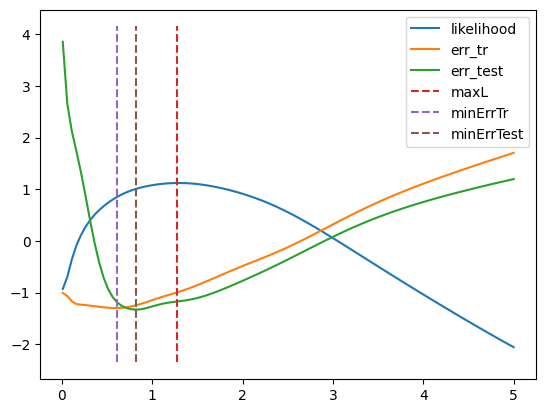 likelihood
err_tr
err_test
maxL
minErrTr
minErrTest
4
3
2
1
0
−1
−2
0 1 2 3 4 5